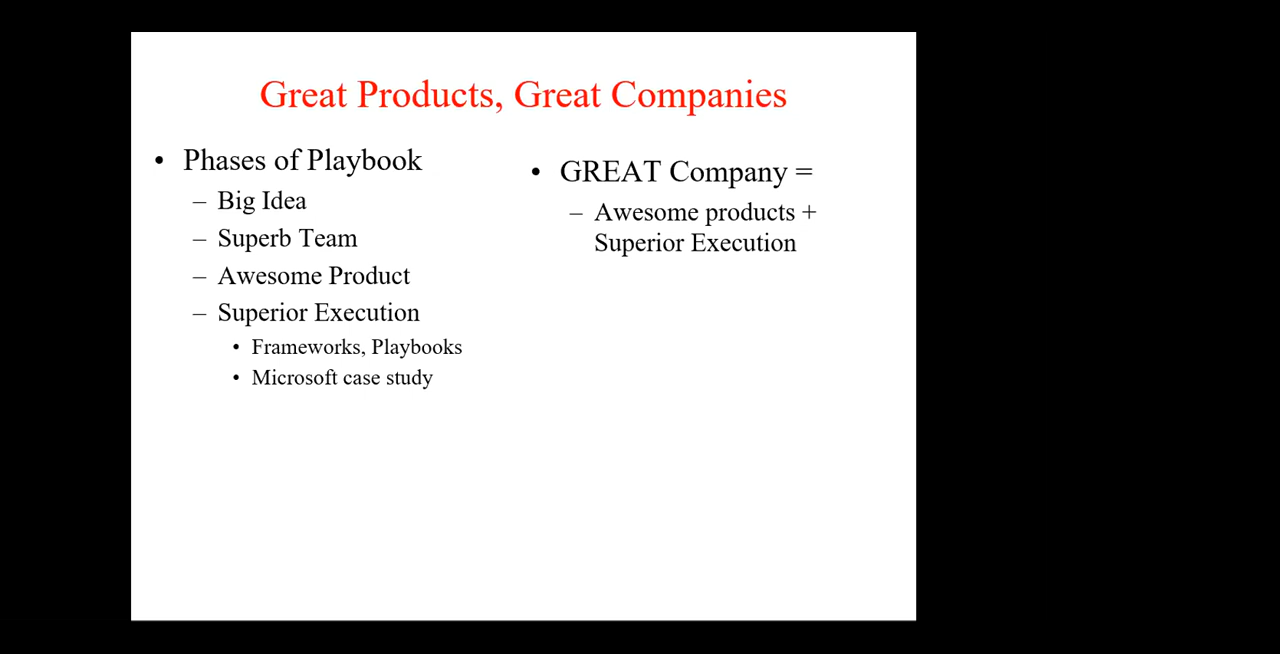 Great Products, Great Companies
• Phases of Playbook
– Big Idea
– Superb Team
– Awesome Product
– Superior Execution
• Frameworks, Playbooks
• Microsoft case study
• GREAT Company =
– Awesome products +
Superior Execution